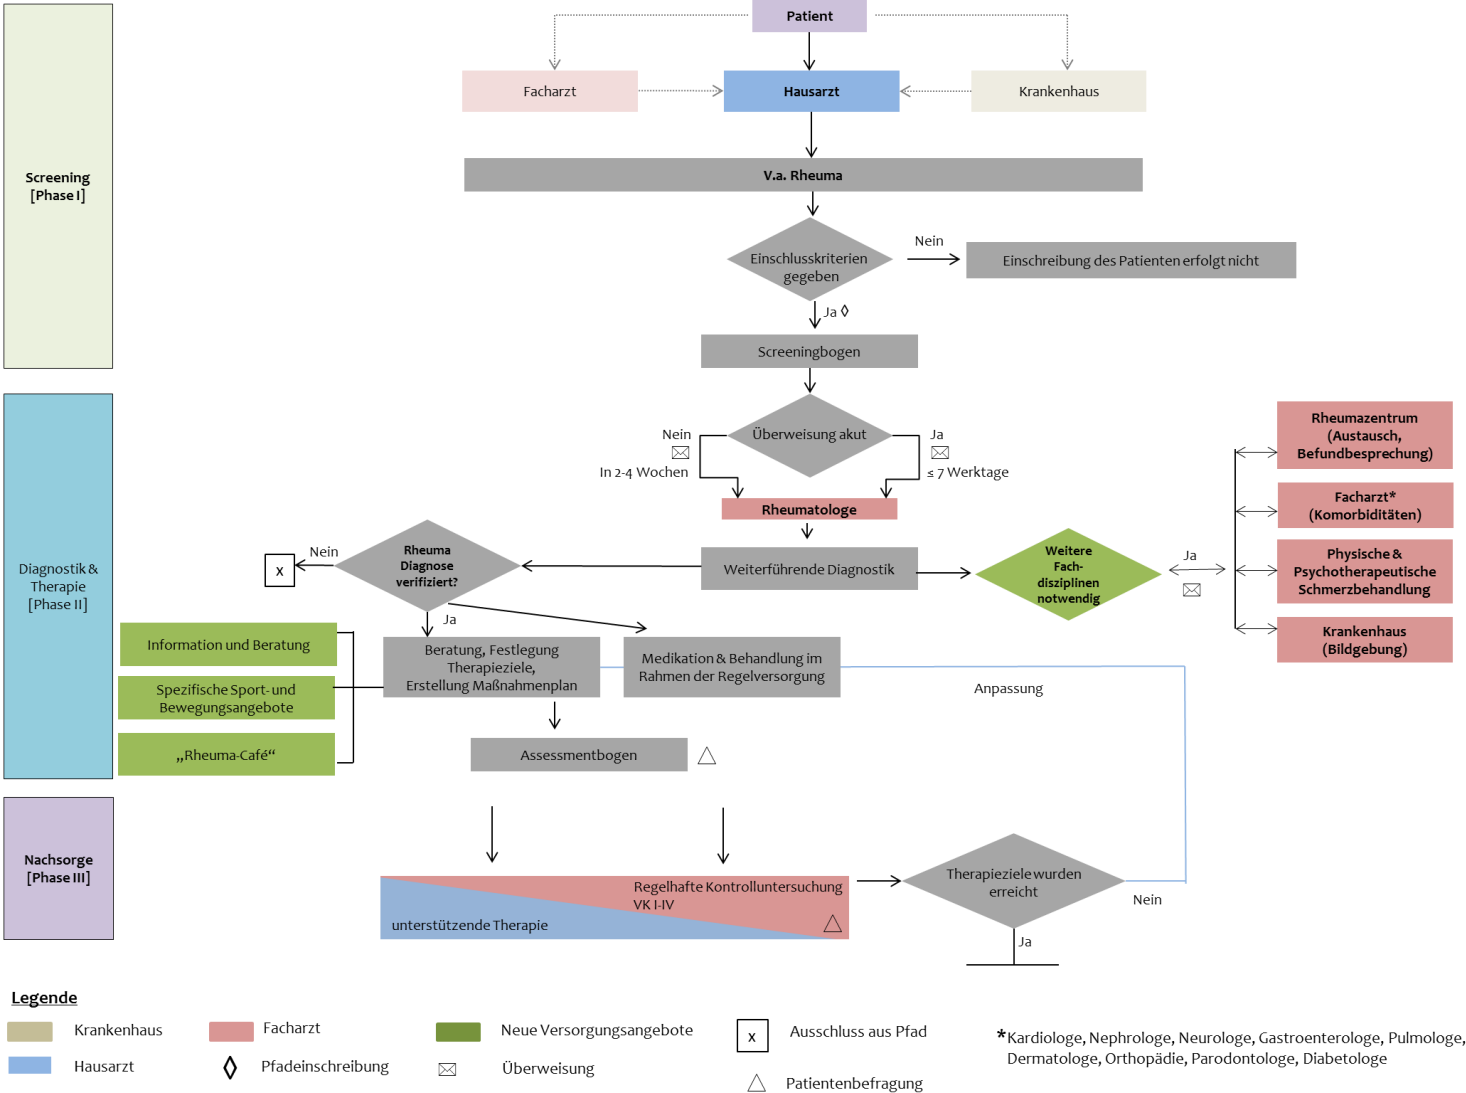 Patient
Facharzt
Hausarzt
Krankenhaus
V.a. Rheuma
Screening
[Phase I]
Einschlusskriterien
gegeben
Nein
Einschreibung des Patienten erfolgt nicht
Ja
Screeningbogen
Überweisung akut
Nein
In 2-4 Wochen
Ja
≤ 7 Werktage
Rheumatologe
Weiterführende Diagnostik
Rheuma
Diagnose
verifiziert?
Nein
x
Ja
Weitere
Fach-
disziplinen
notwendig
Ja
Rheumazentrum
(Austausch,
Befundbesprechung)
Facharzt*
(Komorbiditäten)
Physische &
Psychotherapeutische
Schmerzbehandlung
Krankenhaus
(Bildgebung)
Diagnostik &
Therapie
[Phase II]
Information und Beratung
Spezifische Sport- und
Bewegungsangebote
„Rheuma-Café“
Beratung, Festlegung
Therapieziele,
Erstellung Maßnahmenplan
Medikation & Behandlung im
Rahmen der Regelversorgung
Anpassung
Assessmentbogen
Nachsorge
[Phase III]
Regelhafte Kontrolluntersuchung
VK I-IV
unterstützende Therapie
Therapieziele wurden
erreicht
Nein
Ja
Legende
Krankenhaus
Facharzt
Neue Versorgungsangebote
x
Ausschluss aus Pfad
Hausarzt
Pfadeinschreibung
Überweisung
Patientenbefragung
*Kardiologe, Nephrologe, Neurologe, Gastroenterologe, Pulmologe,
Dermatologe, Orthopädie, Parodontologe, Diabetologe